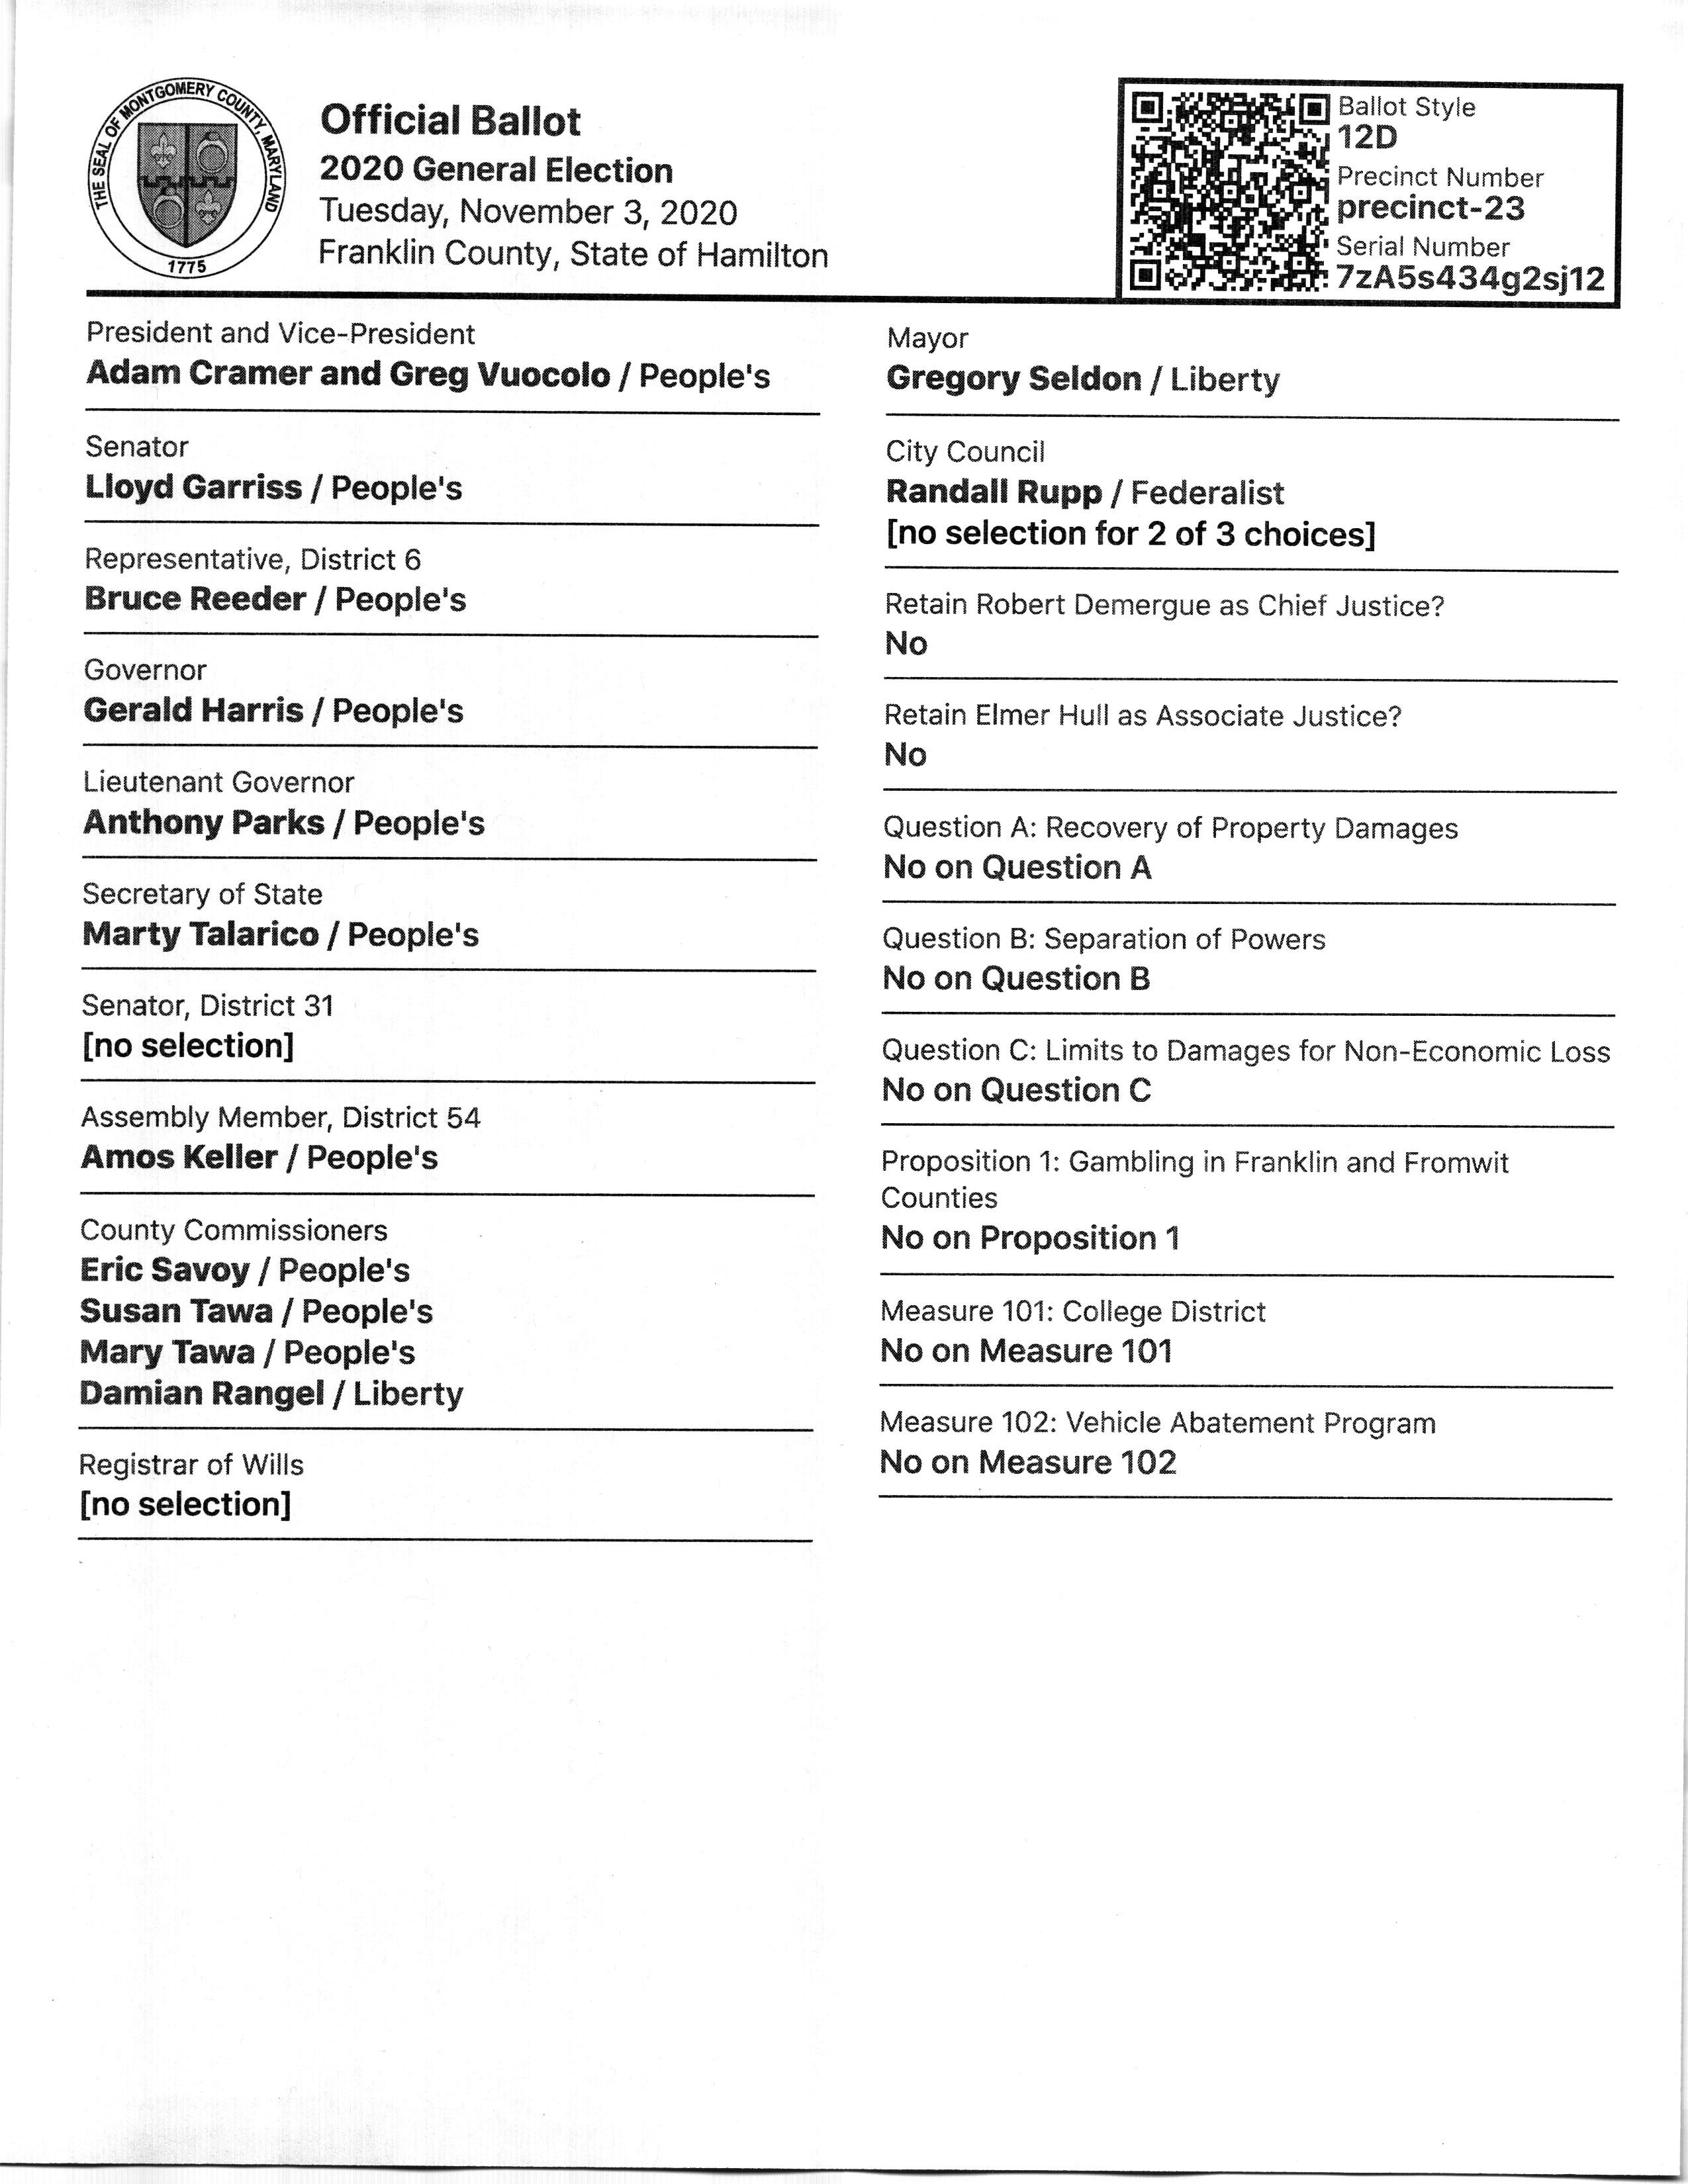 THE SEAL OF MONTGOMERY COUNTY, MARYLAND
1775
Official Ballot
2020 General Election
Tuesday, November 3, 2020
Franklin County, State of Hamilton
Ballot Style
12D
Precinct Number
precinct-23
Serial Number
7zA5s434g2sj12
President and Vice-President
Adam Cramer and Greg Vuocolo / People's
Senator
Lloyd Garriss / People's
Representative, District 6
Bruce Reeder / People's
Governor
Gerald Harris / People's
Lieutenant Governor
Anthony Parks / People's
Secretary of State
Marty Talarico / People's
Senator, District 31
[no selection]
Assembly Member, District 54
Amos Keller / People's
County Commissioners
Eric Savoy / People's
Susan Tawa / People's
Mary Tawa / People's
Damian Rangel / Liberty
Registrar of Wills
[no selection]
Mayor
Gregory Seldon / Liberty
City Council
Randall Rupp / Federalist
[no selection for 2 of 3 choices]
Retain Robert Demergue as Chief Justice?
No
Retain Elmer Hull as Associate Justice?
No
Question A: Recovery of Property Damages
No on Question A
Question B: Separation of Powers
No on Question B
Question C: Limits to Damages for Non-Economic Loss
No on Question C
Proposition 1: Gambling in Franklin and Fromwit
Counties
No on Proposition 1
Measure 101: College District
No on Measure 101
Measure 102: Vehicle Abatement Program
No on Measure 102